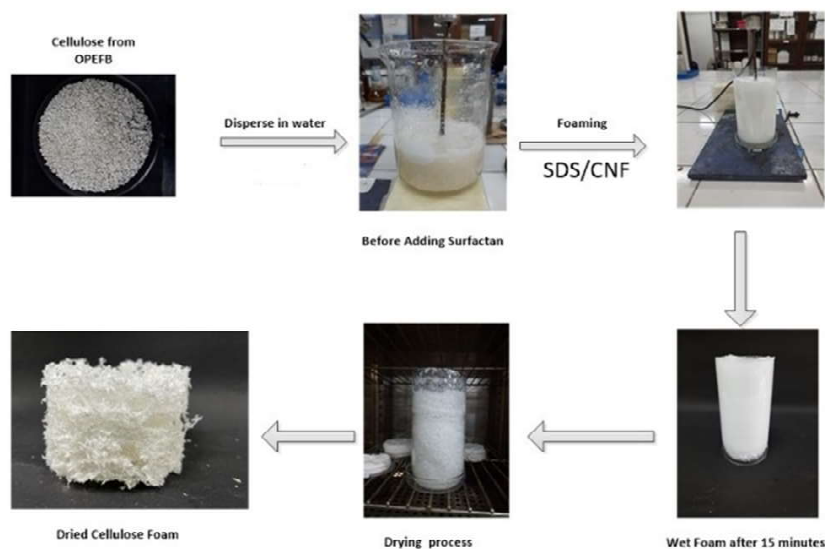 Cellulose from
OPEFB
Disperse in water
Foaming
SDS/CNF
Before Adding Surfactan
Dried Cellulose Foam
Drying process
Wet Foam after 15 minutes